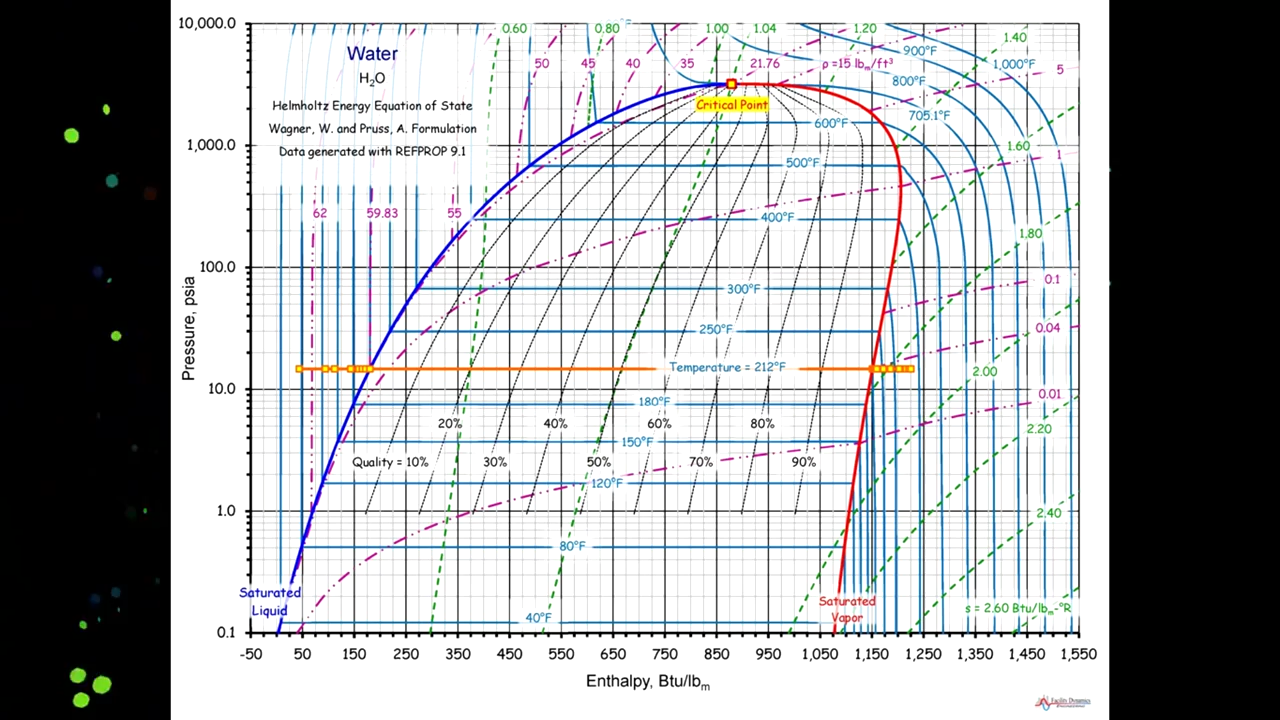 10,000.0
1,000.0
100.0
10.0
1.0
0.1
Pressure, psia
Water
H₂O
Helmholtz Energy Equation of State
Wagner, W. and Pruss, A. Formulation
Data generated with REFPROP 9.1
0.60
0.80
°F
1.00
1.04
1.20
1.40
50
45
40
35
21.76
ρ =15 lbₘ/ft³
900°F
1,000°F
5
800°F
Critical Point
705.1°F
600°F
1.60
1
500°F
62
59.83
55
400°F
1.80
300°F
0.1
250°F
0.04
Temperature = 212°F
2.00
180°F
0.01
20%
40%
60%
80%
2.20
150°F
Quality = 10%
30%
50%
70%
90%
120°F
2.40
80°F
Saturated
Liquid
40°F
Saturated
Vapor
s = 2.60 Btu/lbₘ-°R
-50
50
150
250
350
450
550
650
750
850
950
1,050
1,150
1,250
1,350
1,450
1,550
Enthalpy, Btu/lbₘ
Facility Dynamics